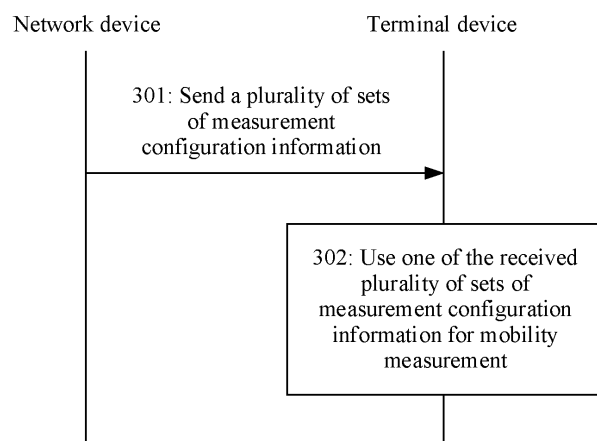 Network device
Terminal device
301: Send a plurality of sets
of measurement
configuration information
302: Use one of the received
plurality of sets of
measurement configuration
information for mobility
measurement